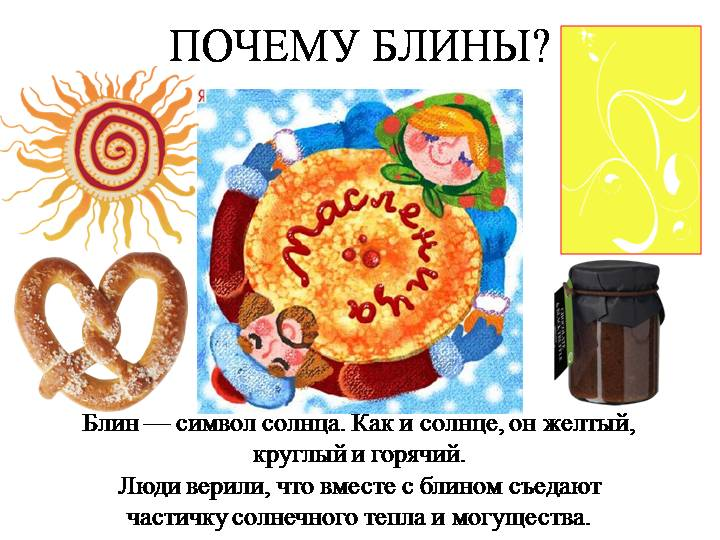 ПОЧЕМУ БЛИНЫ?
Я
Масленица
Блин — символ солнца. Как и солнце, он желтый,
круглый и горячий.
Люди верили, что вместе с блином съедают
частичку солнечного тепла и могущества.